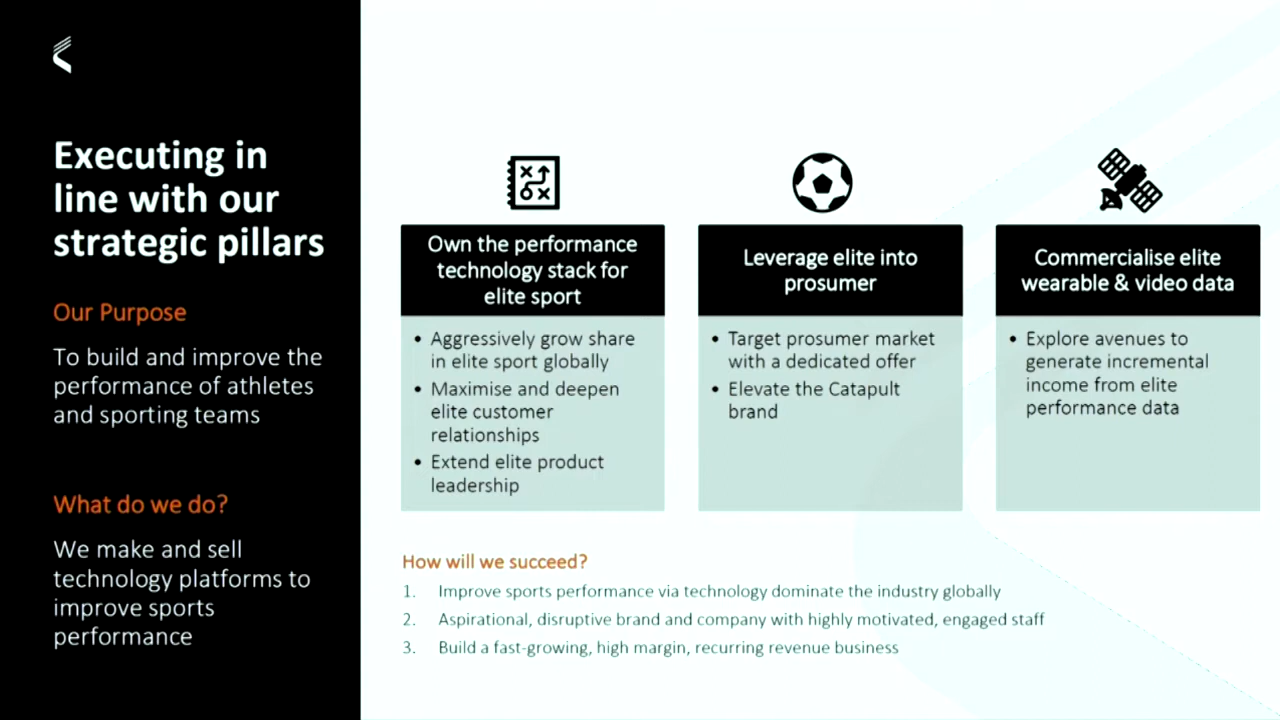 Executing in
line with our
strategic pillars
Our Purpose
To build and improve the
performance of athletes
and sporting teams
What do we do?
We make and sell
technology platforms to
improve sports
performance
Own the performance
technology stack for
elite sport
• Aggressively grow share
in elite sport globally
• Maximise and deepen
elite customer
relationships
• Extend elite product
leadership
Leverage elite into
prosumer
• Target prosumer market
with a dedicated offer
• Elevate the Catapult
brand
Commercialise elite
wearable & video data
• Explore avenues to
generate incremental
income from elite
performance data
How will we succeed?
1. Improve sports performance via technology dominate the industry globally
2. Aspirational, disruptive brand and company with highly motivated, engaged staff
3. Build a fast-growing, high margin, recurring revenue business